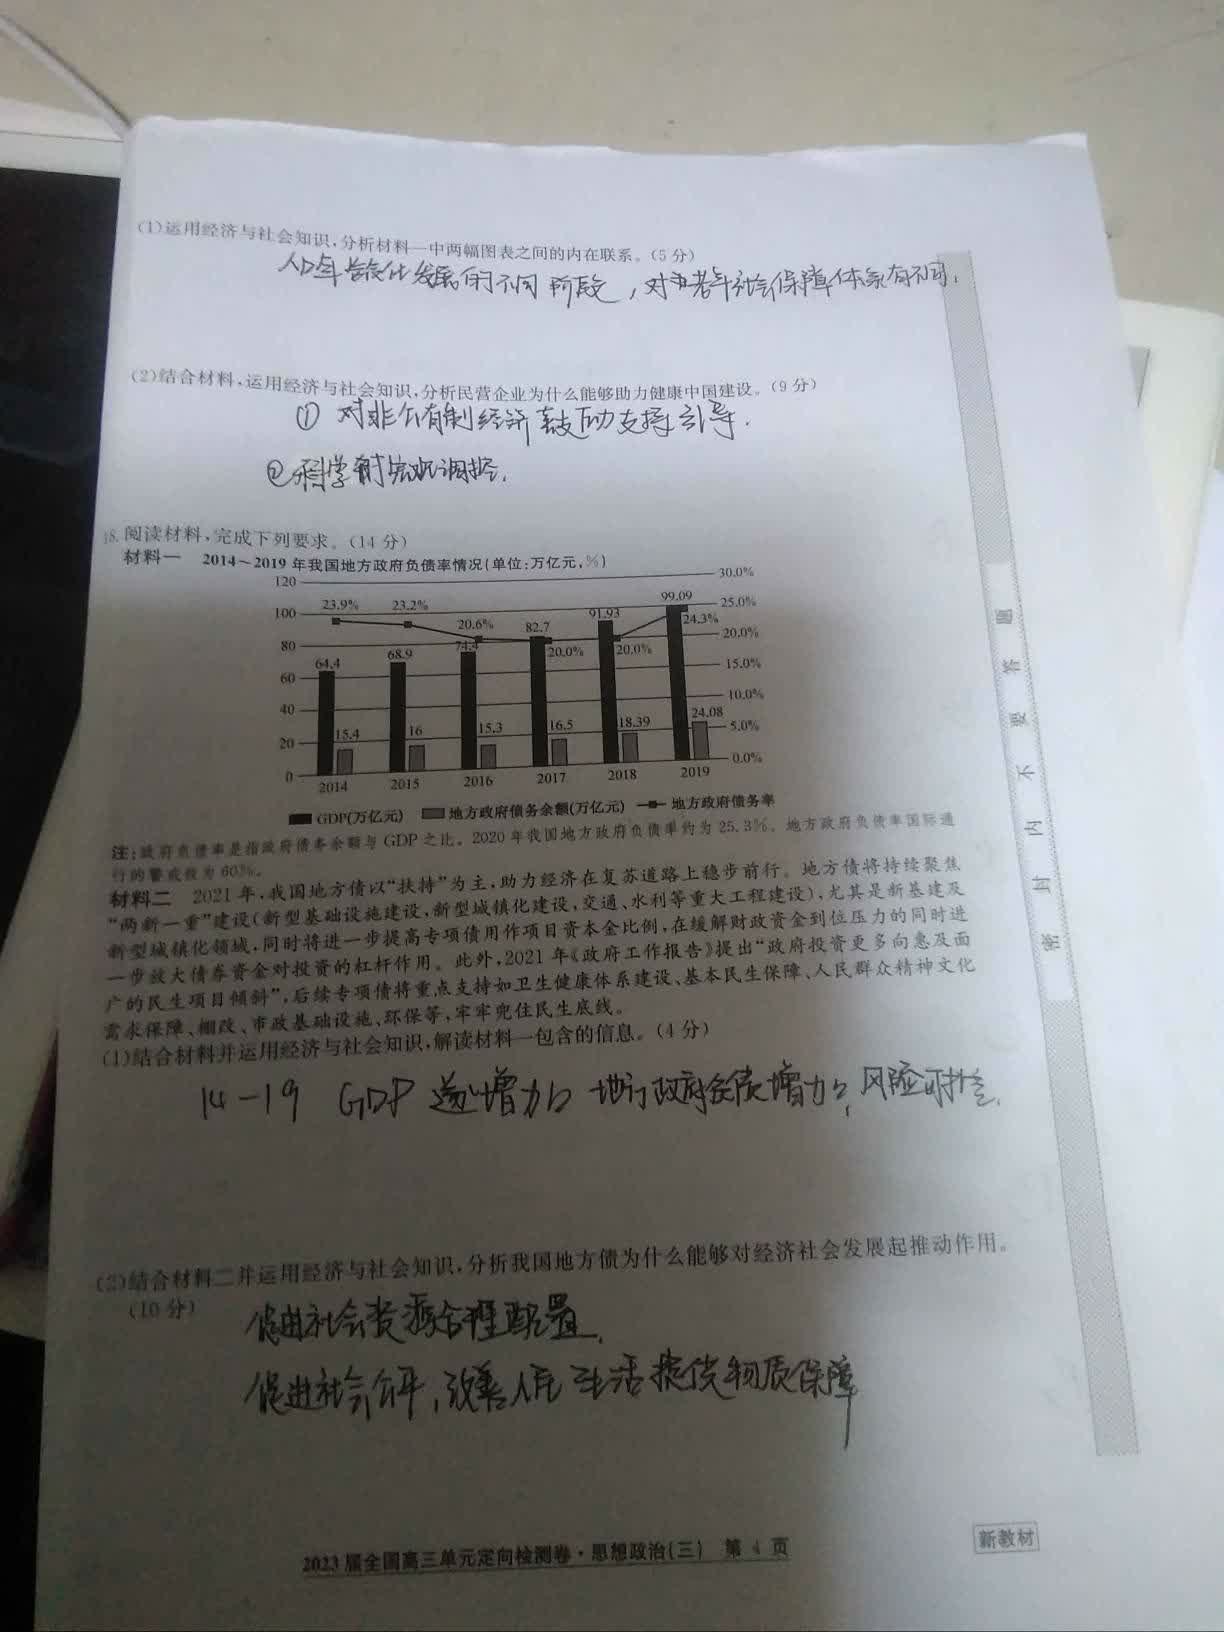 (1)运用经济与社会知识,分析材料一中两幅图表之间的内在联系。(5分)
人口年龄化发展的不同阶段,对养老年社会保障体系有不同.
(2)结合材料,运用经济与社会知识,分析民营企业为什么能够助力健康中国建设。(9分)
① 对非公有制经济鼓励支持引导.
②科学的宏观调控.
18.阅读材料,完成下列要求。(14分)
材料一 2014~2019年我国地方政府负债率情况(单位:万亿元,%)
120 30.0%
100 23.9% 23.2% 20.6% 82.7 91.93 99.09 25.0%
24.3%
80 64.4 68.9 74.4 20.0% 20.0% 20.0%
60 15.0%
40 10.0%
20 15.4 16 15.3 16.5 18.39 24.08 5.0%
0 0.0%
2014 2015 2016 2017 2018 2019
GDP(万亿元) 地方政府债务余额(万亿元) 地方政府债务率
注:政府负债率是指政府债务余额与GDP之比。2020年我国地方政府负债率约为25.3%。地方政府负债率国际通
行的警戒线为60%。
材料二 2021年,我国地方债以“扶持”为主,助力经济在复苏道路上稳步前行。地方债将持续聚焦
“两新一重”建设(新型基础设施建设,新型城镇化建设,交通、水利等重大工程建设),尤其是新基建及
新型城镇化领域,同时将进一步提高专项债用作项目资本金比例,在缓解财政资金到位压力的同时进
一步放大债券资金对投资的杠杆作用。此外,2021年《政府工作报告》提出“政府投资更多向惠及面
广的民生项目倾斜”,后续专项债将重点支持如卫生健康体系建设、基本民生保障、人民群众精神文化
需求保障、棚改、市政基础设施、环保等,牢牢兜住民生底线。
(1)结合材料并运用经济与社会知识,解读材料一包含的信息。(4分)
14-19 GDP 逐步增加 地方政府负债增加,风险可控.
(2)结合材料二并运用经济与社会知识,分析我国地方债为什么能够对经济社会发展起推动作用。
(10分)
促进社会资源合理配置.
促进社会公平,改善人民生活提供物质保障
密 封 线 内 不 要 答 题
新教材
2023届全国高三单元定向检测卷·思想政治(三) 第4页